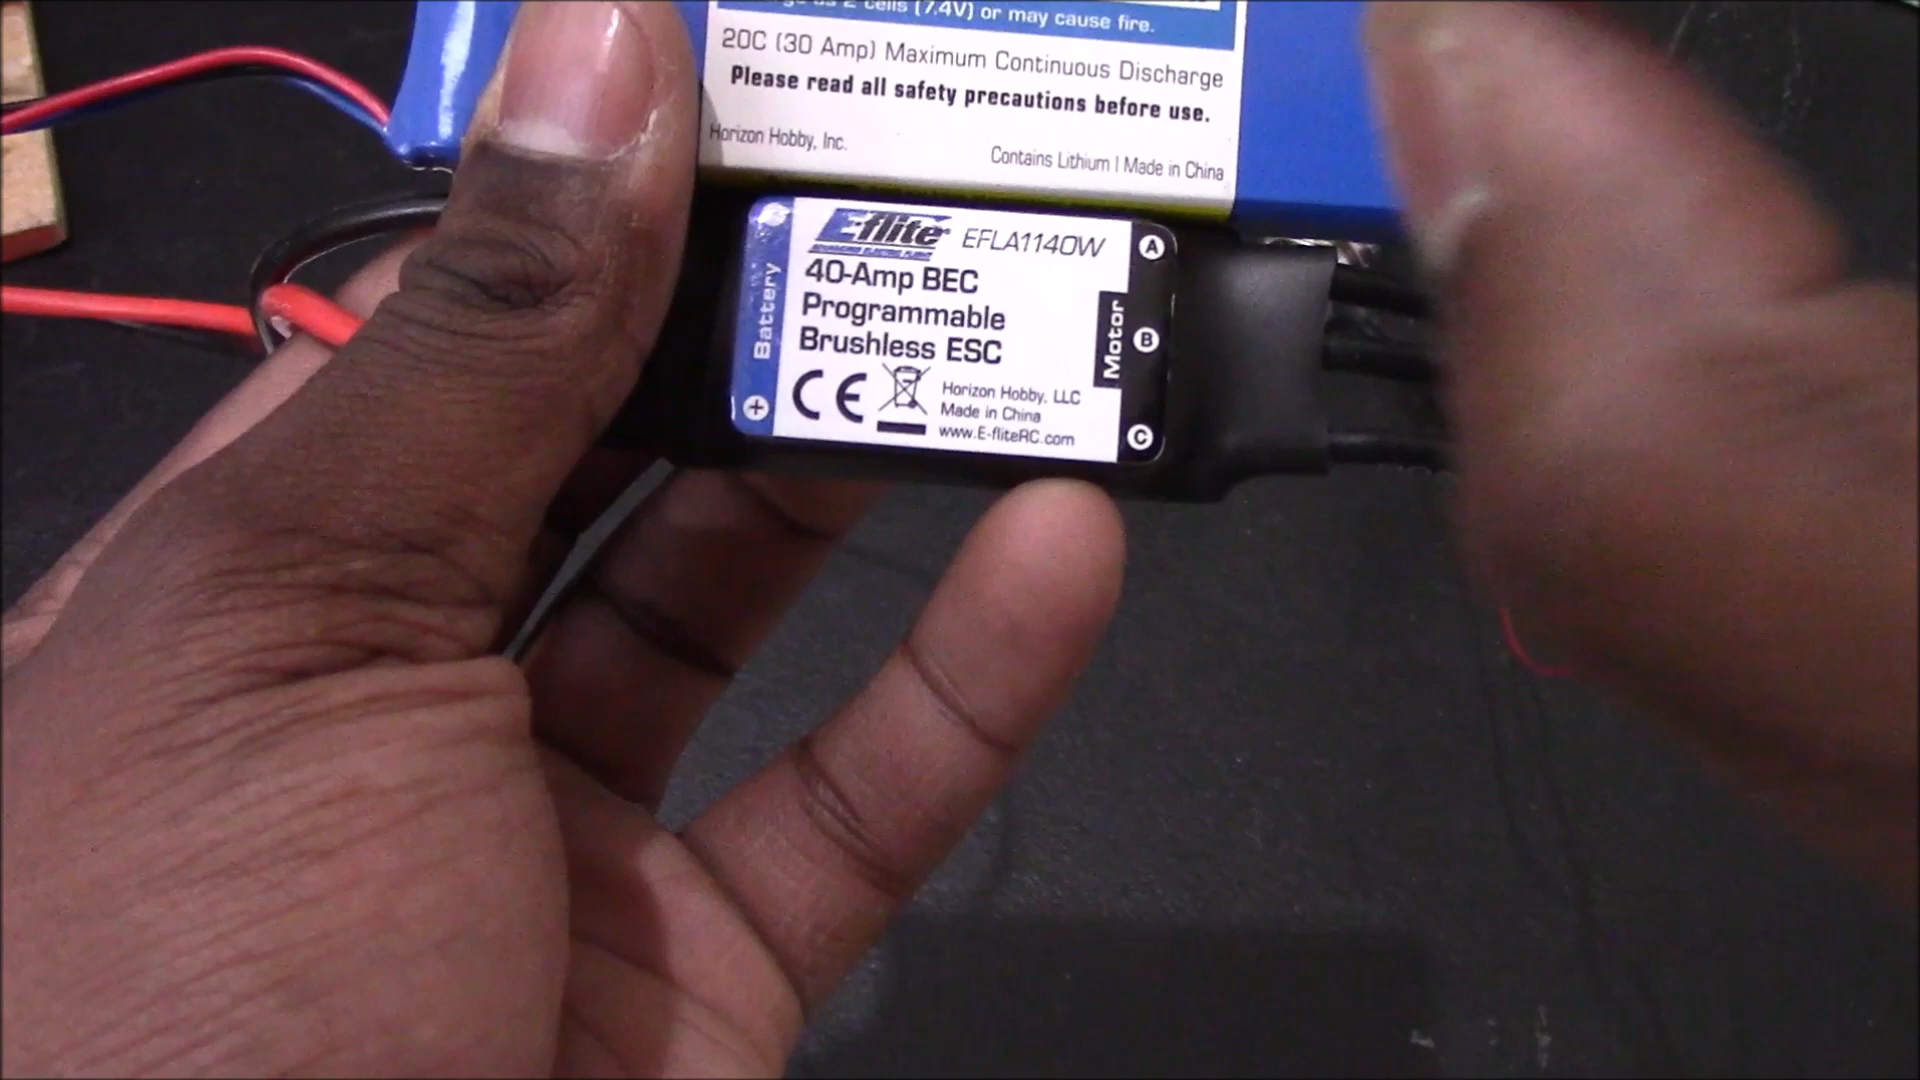 as 2 cells (7.4V) or may cause fire.
20C (30 Amp) Maximum Continuous Discharge
Please read all safety precautions before use.
Horizon Hobby, Inc.
Contains Lithium | Made in China
E-flite EFLA1140W
40-Amp BEC
Programmable
Brushless ESC
CE
Horizon Hobby, LLC
Made in China
www.E-fliteRC.com
Battery
+
Motor
A
B
C